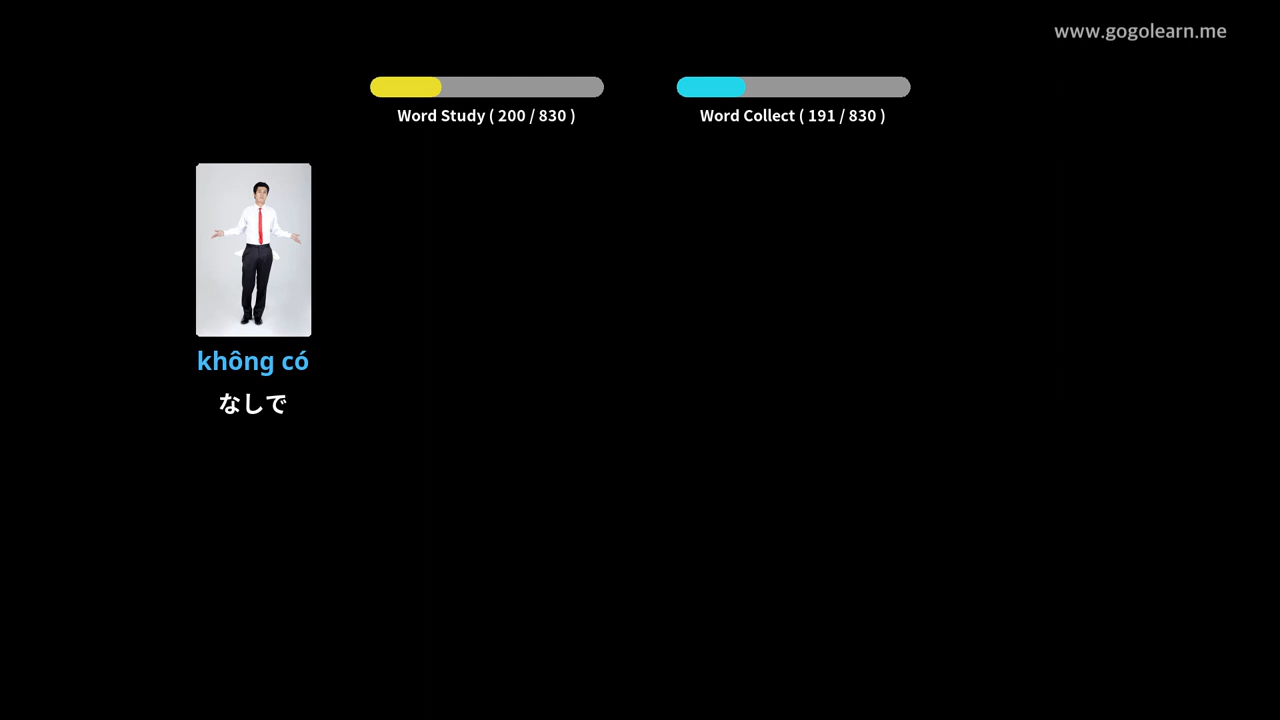 www.gogolearn.me
Word Study ( 200 / 830 )
Word Collect ( 191 / 830 )
không có
なしで